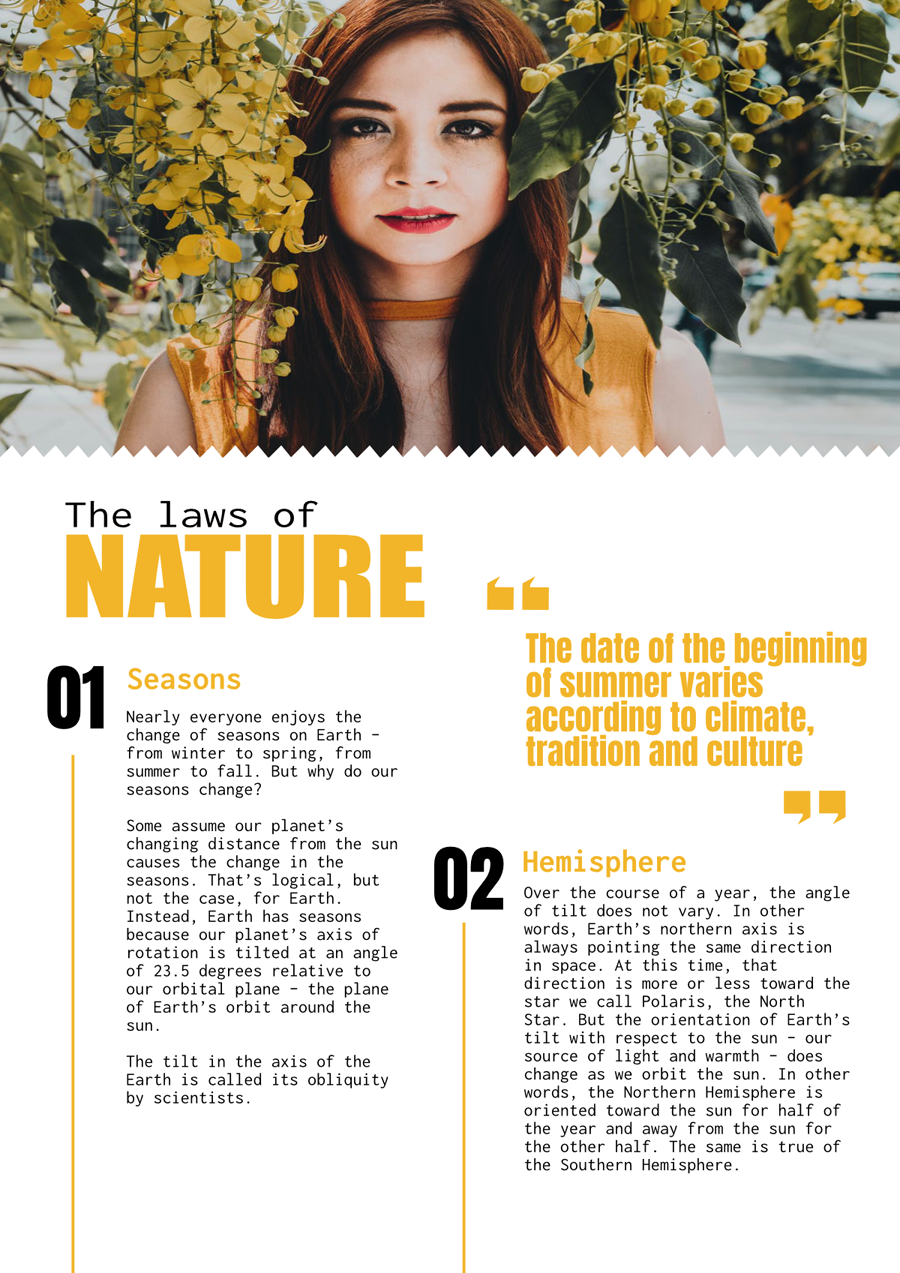 The laws of
NATURE
01
Seasons
Nearly everyone enjoys the
change of seasons on Earth –
from winter to spring, from
summer to fall. But why do our
seasons change?
Some assume our planet's
changing distance from the sun
causes the change in the
seasons. That's logical, but
not the case, for Earth.
Instead, Earth has seasons
because our planet's axis of
rotation is tilted at an angle
of 23.5 degrees relative to
our orbital plane – the plane
of Earth's orbit around the
sun.
The tilt in the axis of the
Earth is called its obliquity
by scientists.
“
The date of the beginning
of summer varies
according to climate,
tradition and culture
”
02
Hemisphere
Over the course of a year, the angle
of tilt does not vary. In other
words, Earth's northern axis is
always pointing the same direction
in space. At this time, that
direction is more or less toward the
star we call Polaris, the North
Star. But the orientation of Earth's
tilt with respect to the sun – our
source of light and warmth – does
change as we orbit the sun. In other
words, the Northern Hemisphere is
oriented toward the sun for half of
the year and away from the sun for
the other half. The same is true of
the Southern Hemisphere.